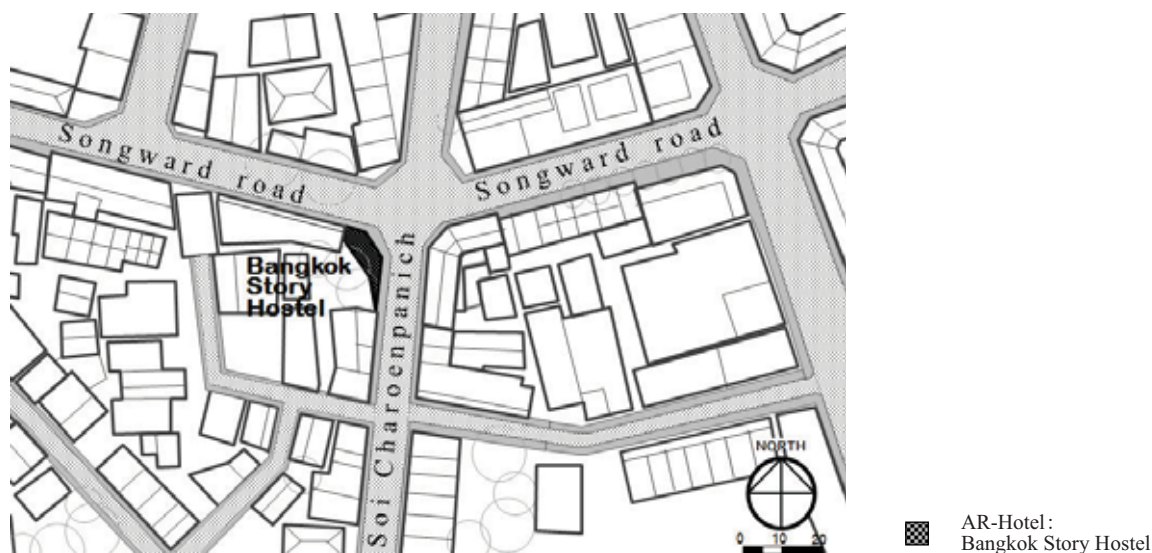 Songward road
Songward road
Bangkok
Story
Hostel
Soi Charoenpanich
NORTH
0 10 20
AR-Hotel:
Bangkok Story Hostel